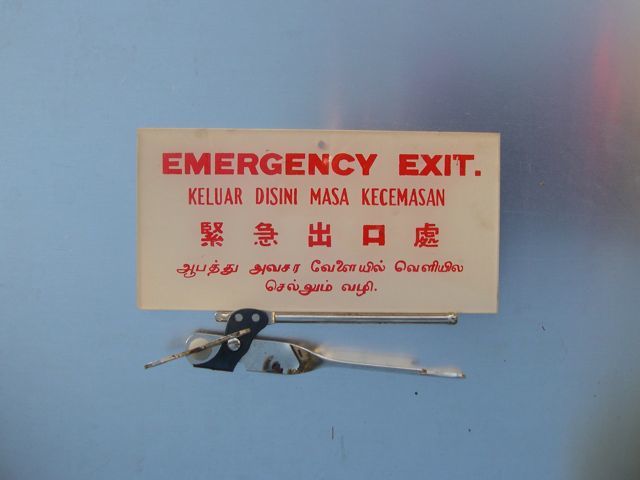 EMERGENCY EXIT.
KELUAR DISINI MASA KECEMASAN
緊急出口處
ஆபத்து அவசர வேளையில் வெளியில
செல்லும் வழி.